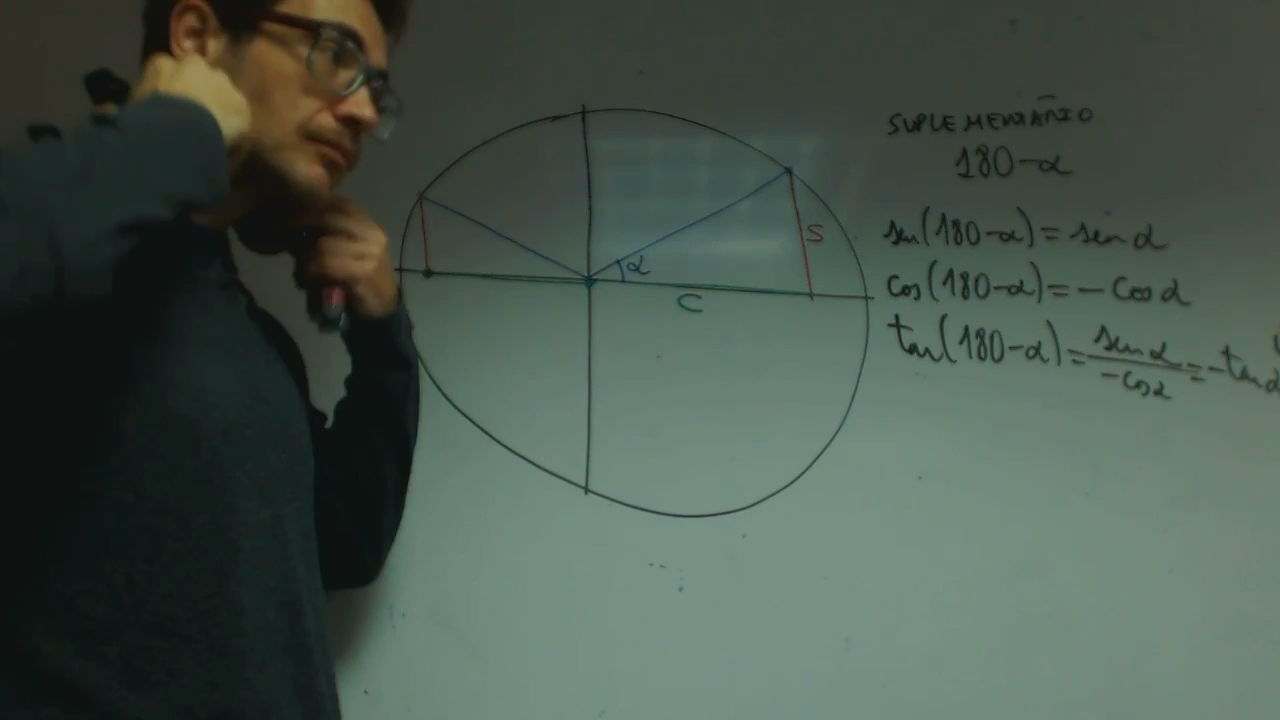 SUPLEMENTARIO
180-α
sen(180-α)=sen α
cos(180-α)=-cos α
tan(180-α)=sen α/-cos α=-tan α
S
α
C